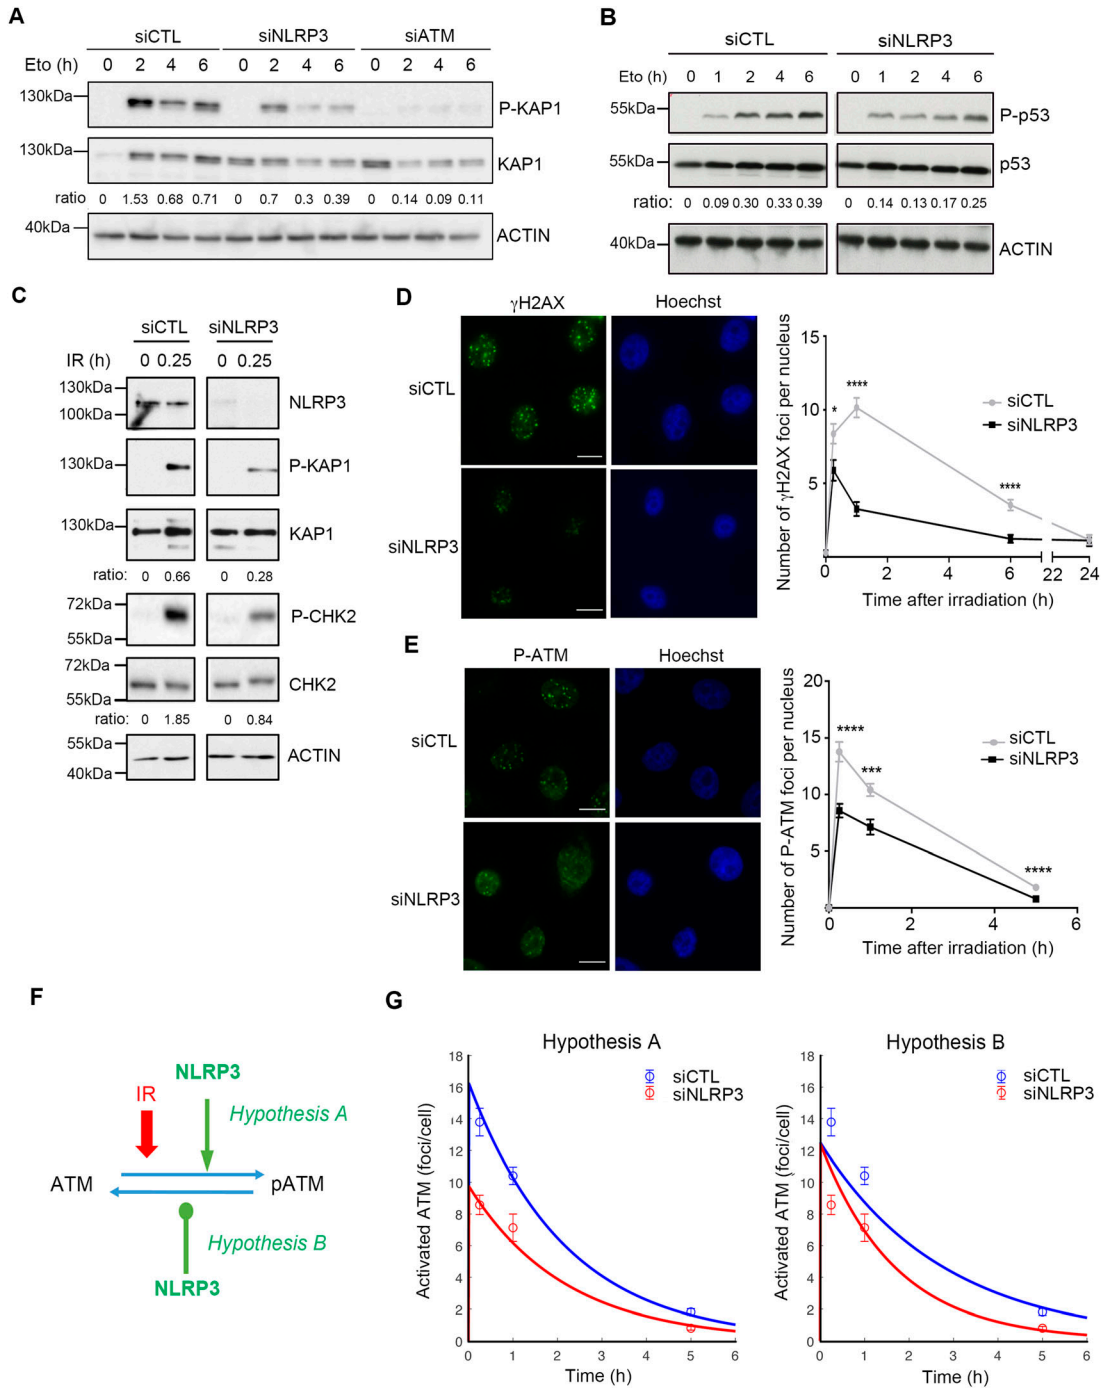 A
siCTL siNLRP3 siATM
Eto (h) 0 2 4 6 0 2 4 6 0 2 4 6
130kDa P-KAP1
130kDa KAP1
ratio 0 1.53 0.68 0.71 0 0.7 0.3 0.39 0 0.14 0.09 0.11
40kDa ACTIN
B
siCTL siNLRP3
Eto (h) 0 1 2 4 6 0 1 2 4 6
55kDa P-p53
55kDa p53
ratio: 0 0.09 0.30 0.33 0.39 0 0.14 0.13 0.17 0.25
40kDa ACTIN
C
siCTL siNLRP3
IR (h) 0 0.25 0 0.25
130kDa NLRP3
100kDa
130kDa P-KAP1
130kDa KAP1
ratio: 0 0.66 0 0.28
72kDa P-CHK2
55kDa
72kDa CHK2
55kDa
ratio: 0 1.85 0 0.84
55kDa ACTIN
40kDa
D
γH2AX Hoechst
siCTL
siNLRP3
Number of γH2AX foci per nucleus
15
10
5
* **** ****
siCTL
siNLRP3
0 2 4 6 22 24
Time after irradiation (h)
E
P-ATM Hoechst
siCTL
siNLRP3
Number of P-ATM foci per nucleus
20
15
10
5
0
**** *** ****
siCTL
siNLRP3
0 2 4 6
Time after irradiation (h)
F
NLRP3
IR
Hypothesis A
ATM pATM
Hypothesis B
NLRP3
G
Hypothesis A
siCTL
siNLRP3
Activated ATM (foci/cell)
18
16
14
12
10
8
6
4
2
0
0 1 2 3 4 5 6
Time (h)
Hypothesis B
siCTL
siNLRP3
Activated ATM (foci/cell)
18
16
14
12
10
8
6
4
2
0
0 1 2 3 4 5 6
Time (h)